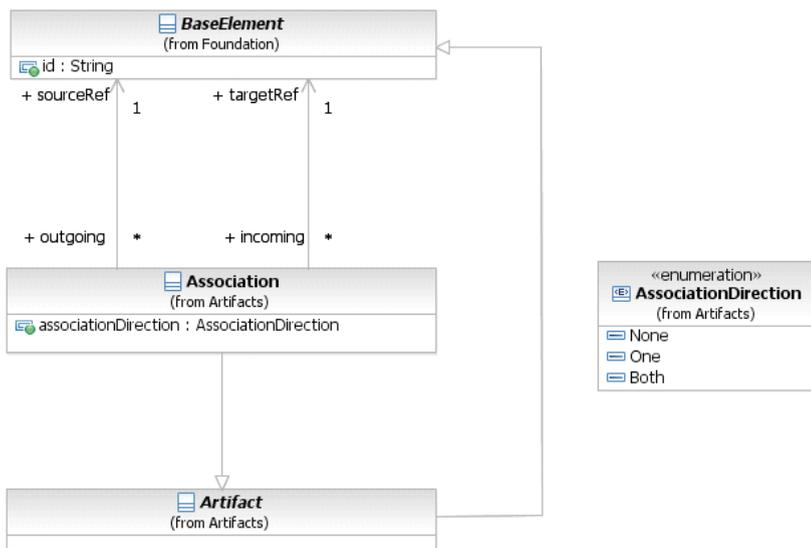 BaseElement
(from Foundation)
id : String
+ sourceRef
1
+ targetRef
1
+ outgoing
*
+ incoming
*
Association
(from Artifacts)
associationDirection : AssociationDirection
«enumeration»
AssociationDirection
(from Artifacts)
None
One
Both
Artifact
(from Artifacts)